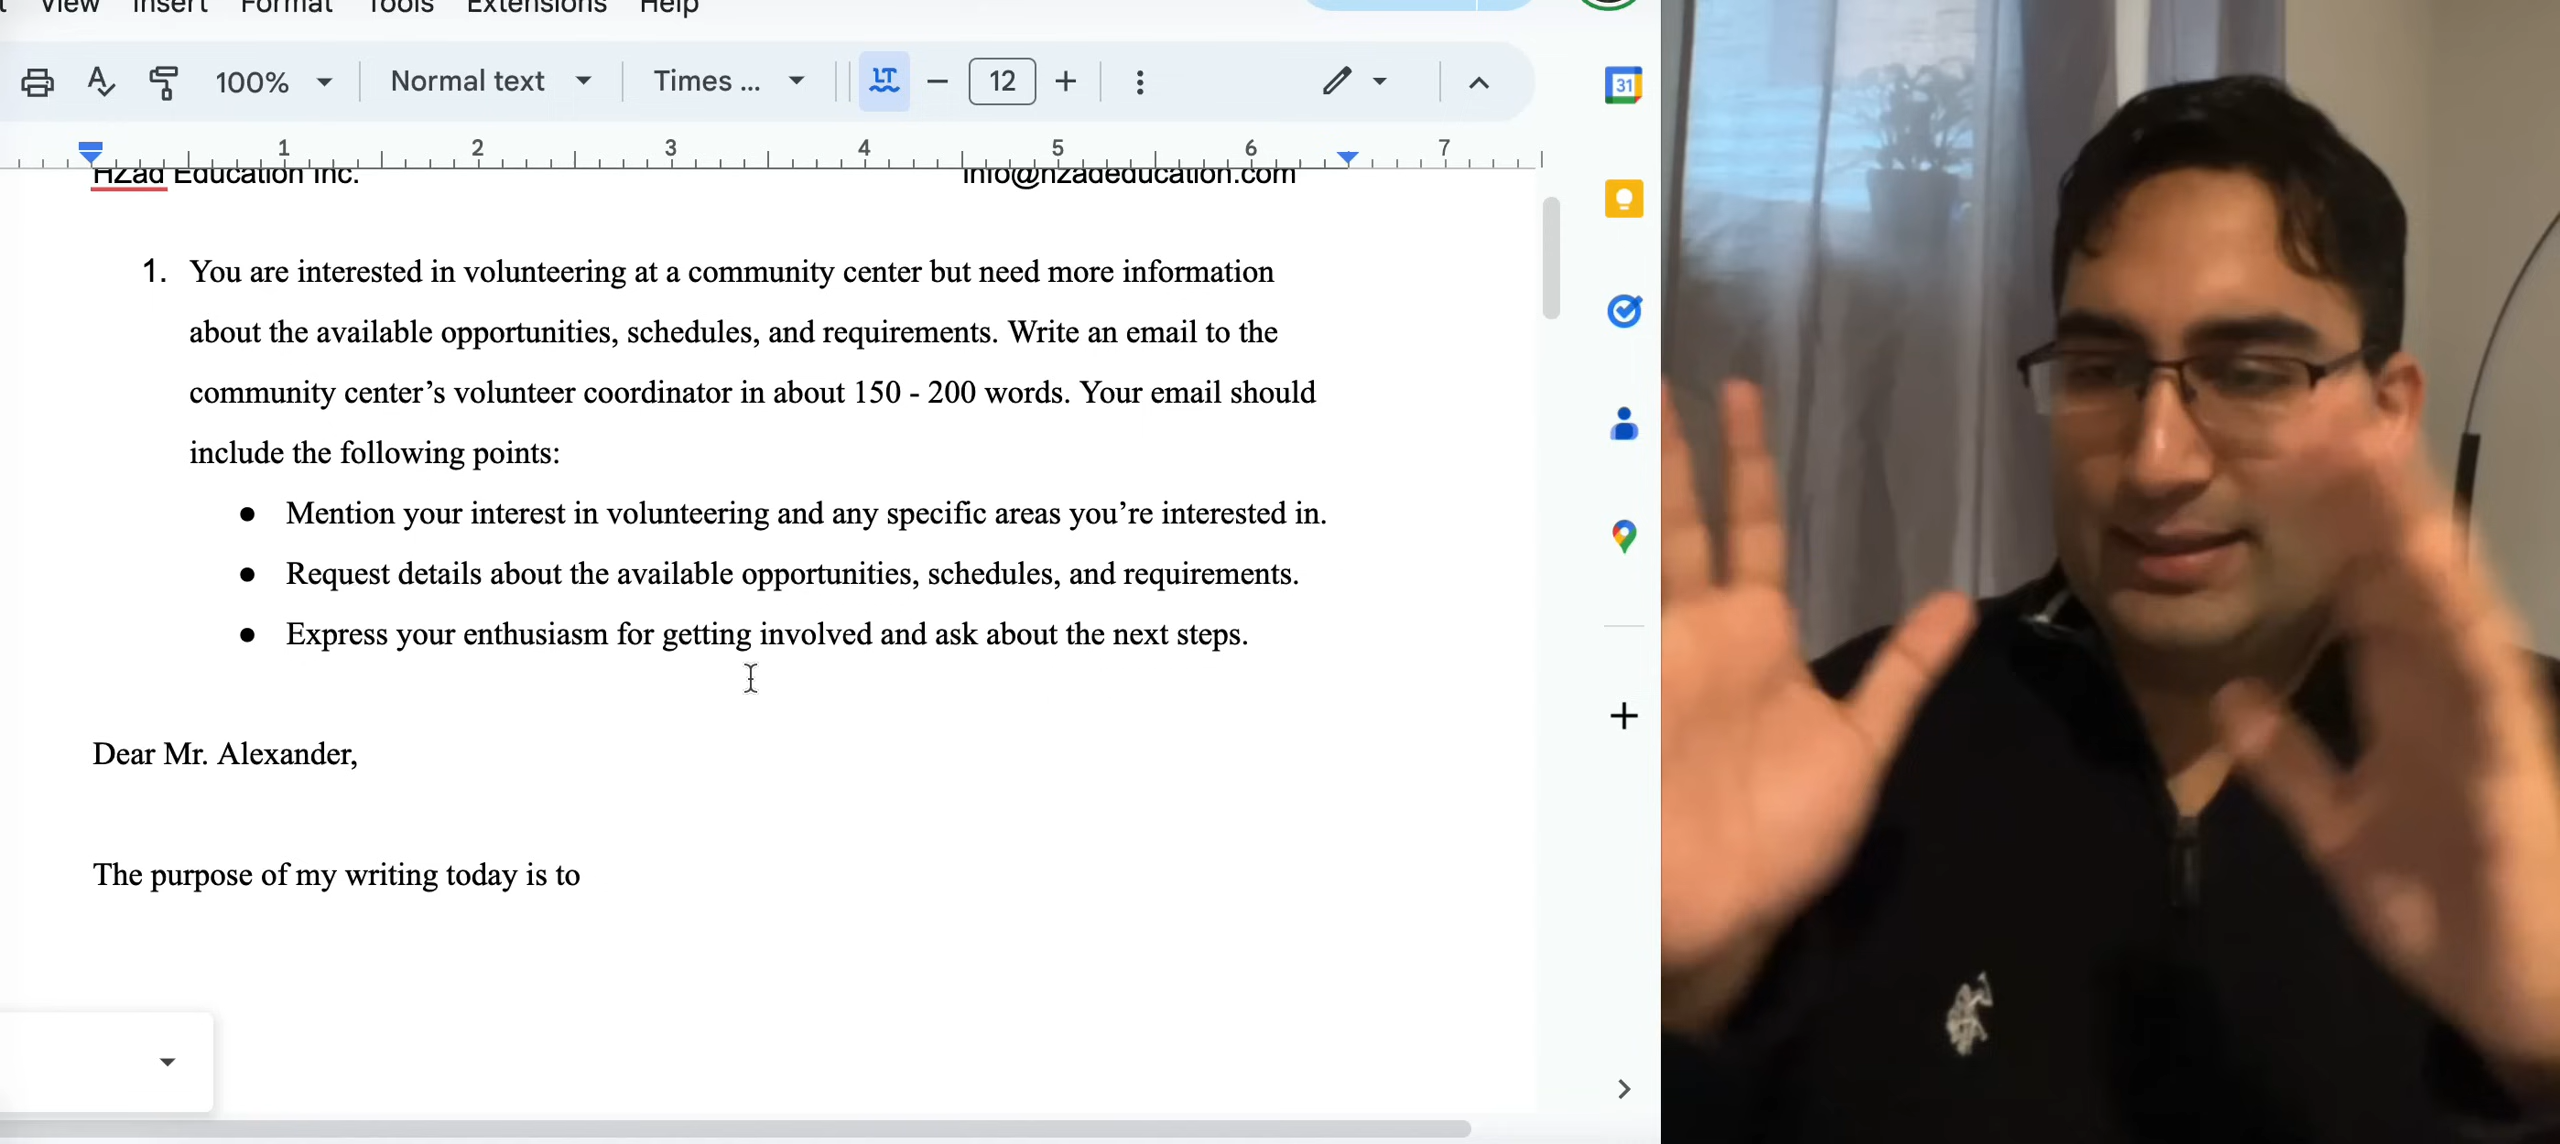 View Insert Format Tools Extensions Help
100% Normal text Times ... LT 12
31
1 2 3 4 5 6 7
HZad Education Inc. info@hzadeducation.com
1. You are interested in volunteering at a community center but need more information
about the available opportunities, schedules, and requirements. Write an email to the
community center’s volunteer coordinator in about 150 - 200 words. Your email should
include the following points:
● Mention your interest in volunteering and any specific areas you’re interested in.
● Request details about the available opportunities, schedules, and requirements.
● Express your enthusiasm for getting involved and ask about the next steps.
Dear Mr. Alexander,
The purpose of my writing today is to